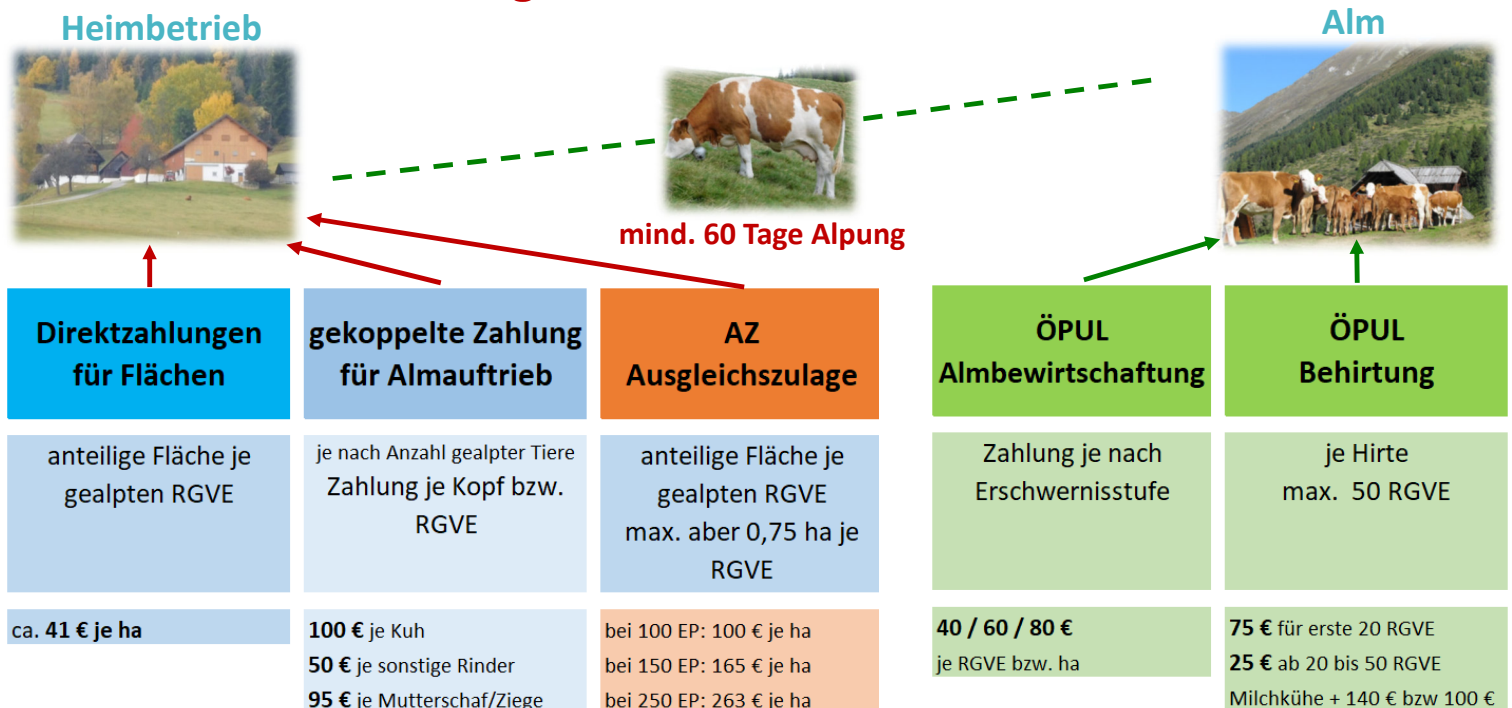 Heimbetrieb
Alm
mind. 60 Tage Alpung
Direktzahlungen
für Flächen
anteilige Fläche je
gealpten RGVE
ca. 41 € je ha
gekoppelte Zahlung
für Almauftrieb
je nach Anzahl gealpter Tiere
Zahlung je Kopf bzw.
RGVE
100 € je Kuh
50 € je sonstige Rinder
95 € je Mutterschaf/Ziege
AZ
Ausgleichszulage
anteilige Fläche je
gealpten RGVE
max. aber 0,75 ha je
RGVE
bei 100 EP: 100 € je ha
bei 150 EP: 165 € je ha
bei 250 EP: 263 € je ha
ÖPUL
Almbewirtschaftung
Zahlung je nach
Erschwernisstufe
40 / 60 / 80 €
je RGVE bzw. ha
ÖPUL
Behirtung
je Hirte
max. 50 RGVE
75 € für erste 20 RGVE
25 € ab 20 bis 50 RGVE
Milchkühe + 140 € bzw 100 €